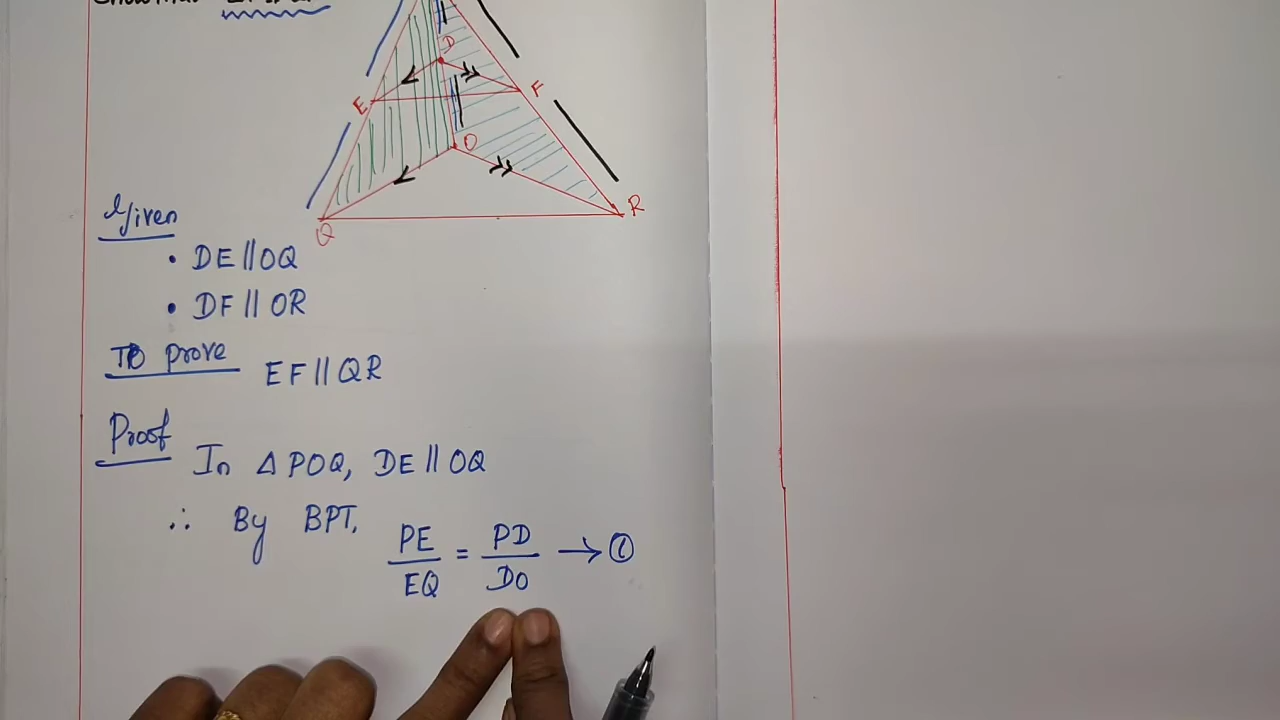 D
E
F
O
R
Q
Given
• DE || OQ
• DF || OR
To prove EF || QR
Proof In Δ POQ, DE || OQ
∴ By BPT,
PE/EQ = PD/DO → ①